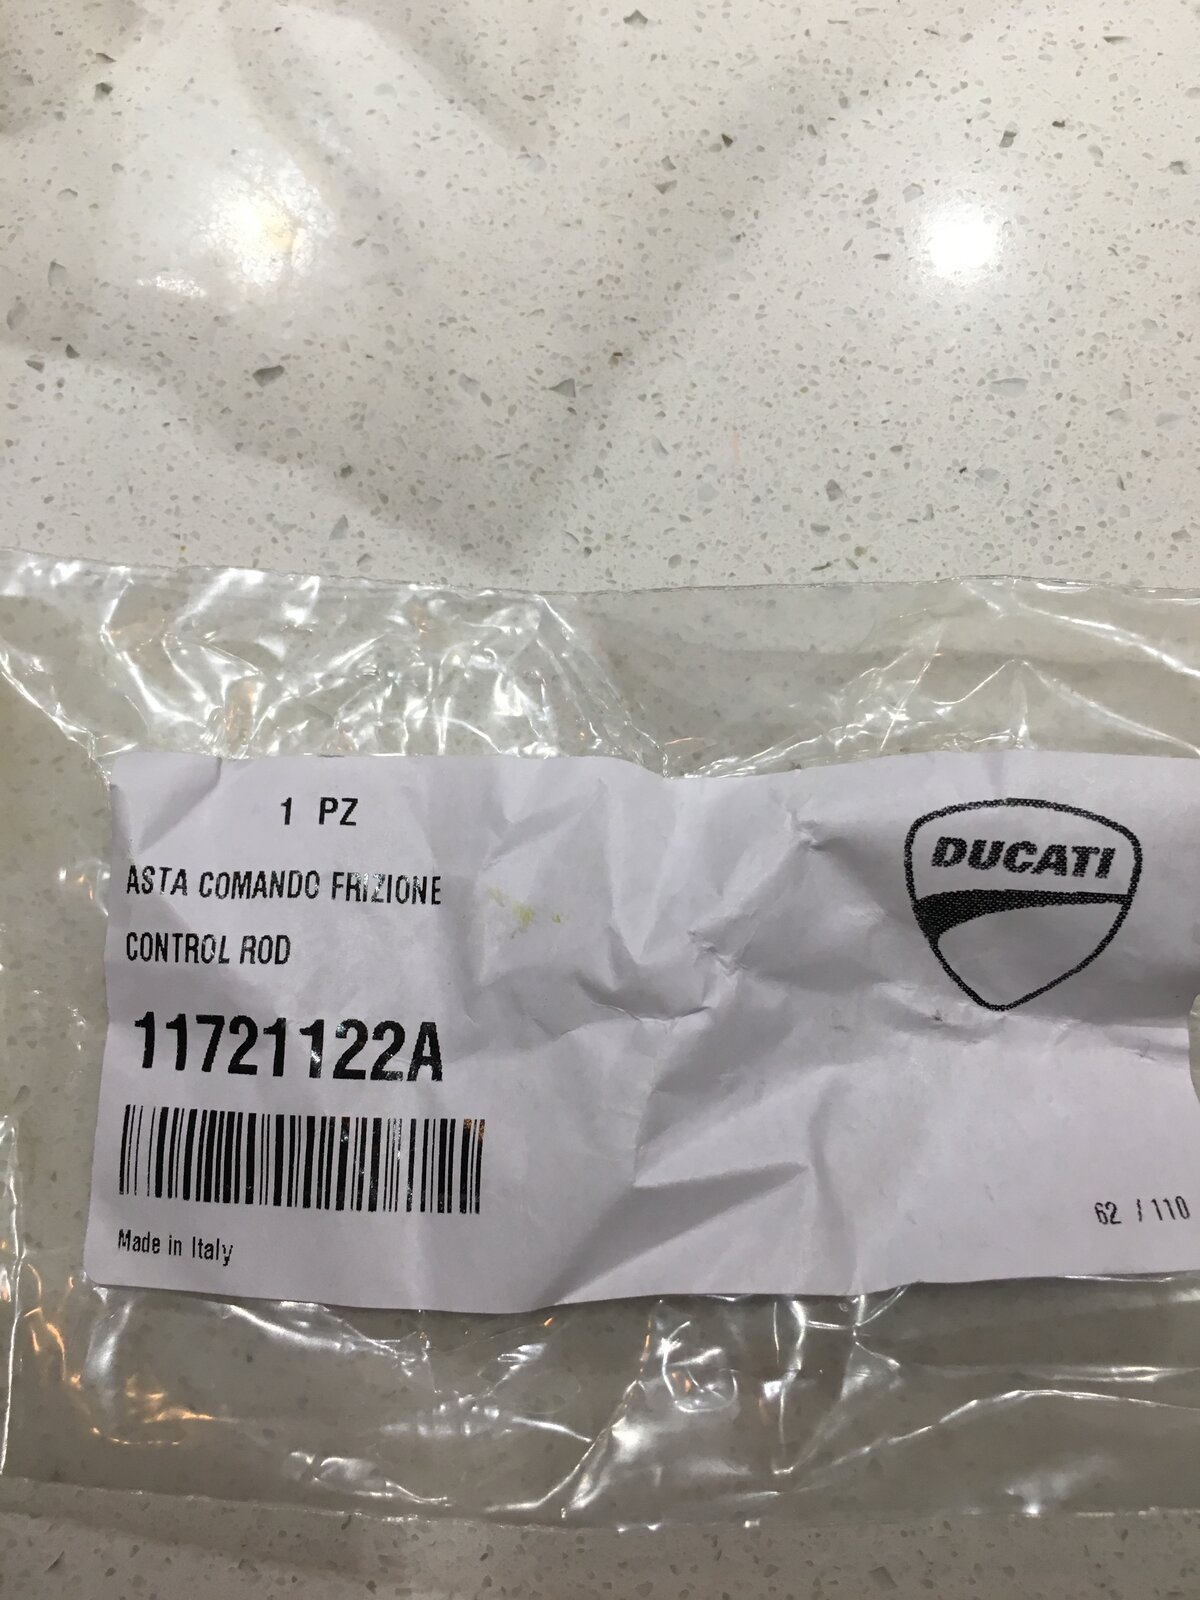 1 PZ
DUCATI
ASTA COMANDO FRIZIONE
CONTROL ROD
11721122A
62 / 110
Made in Italy